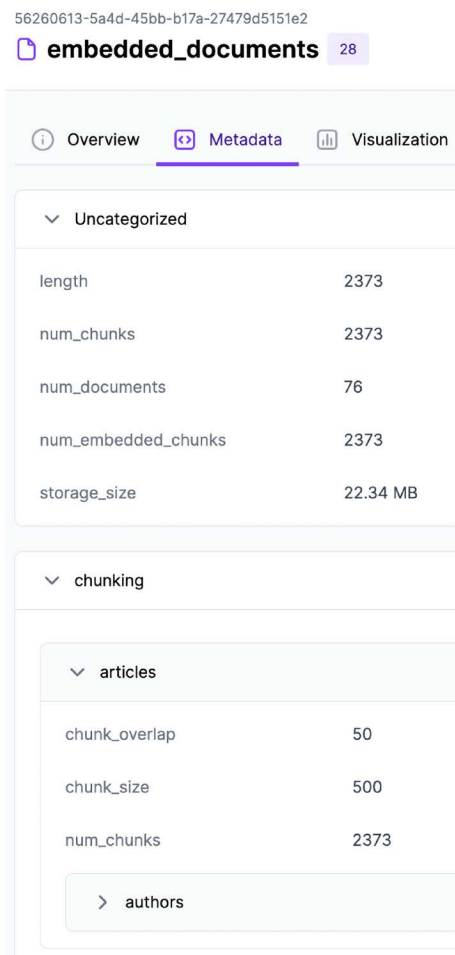 56260613-5a4d-45bb-b17a-27479d5151e2
embedded_documents 28
Overview Metadata Visualization
Uncategorized
length 2373
num_chunks 2373
num_documents 76
num_embedded_chunks 2373
storage_size 22.34 MB
chunking
articles
chunk_overlap 50
chunk_size 500
num_chunks 2373
authors